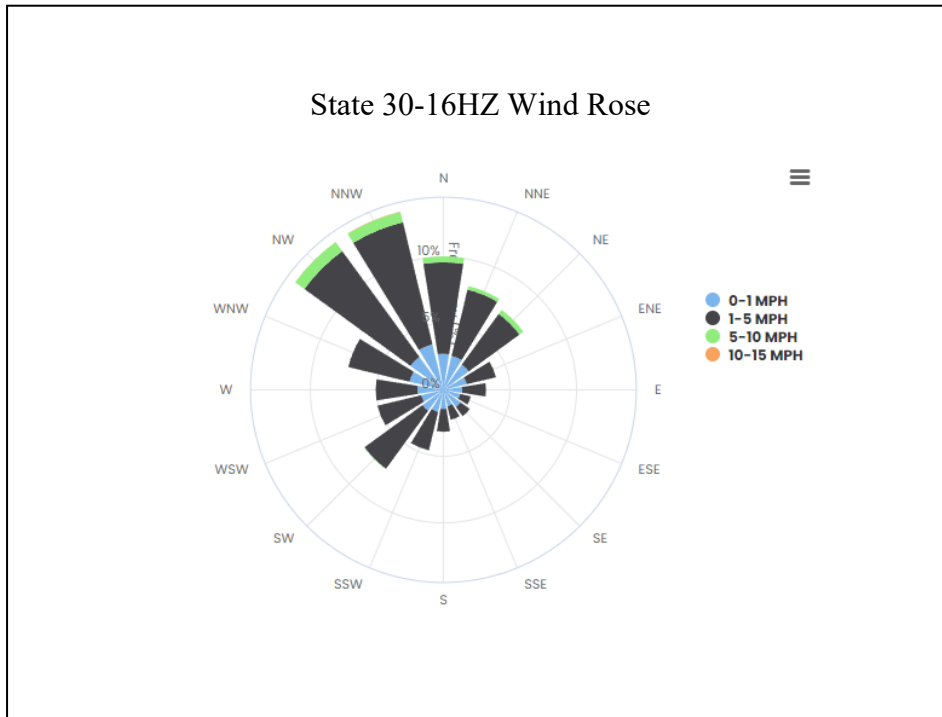 State 30-16HZ Wind Rose
N
NNW
NNE
NW
NE
10%
WNW
ENE
0-1 MPH
1-5 MPH
5%
5-10 MPH
10-15 MPH
0%
W
E
WSW
ESE
SW
SE
SSW
SSE
S